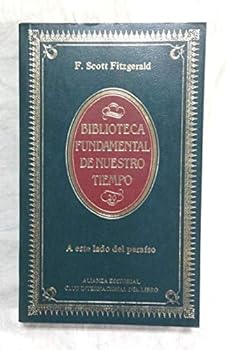 F. Scott Fitzgerald
BIBLIOTECA
FUNDAMENTAL
DE NUESTRO
TIEMPO
A este lado del paraíso
ALIANZA EDITORIAL
CLUB INTERNACIONAL DEL LIBRO